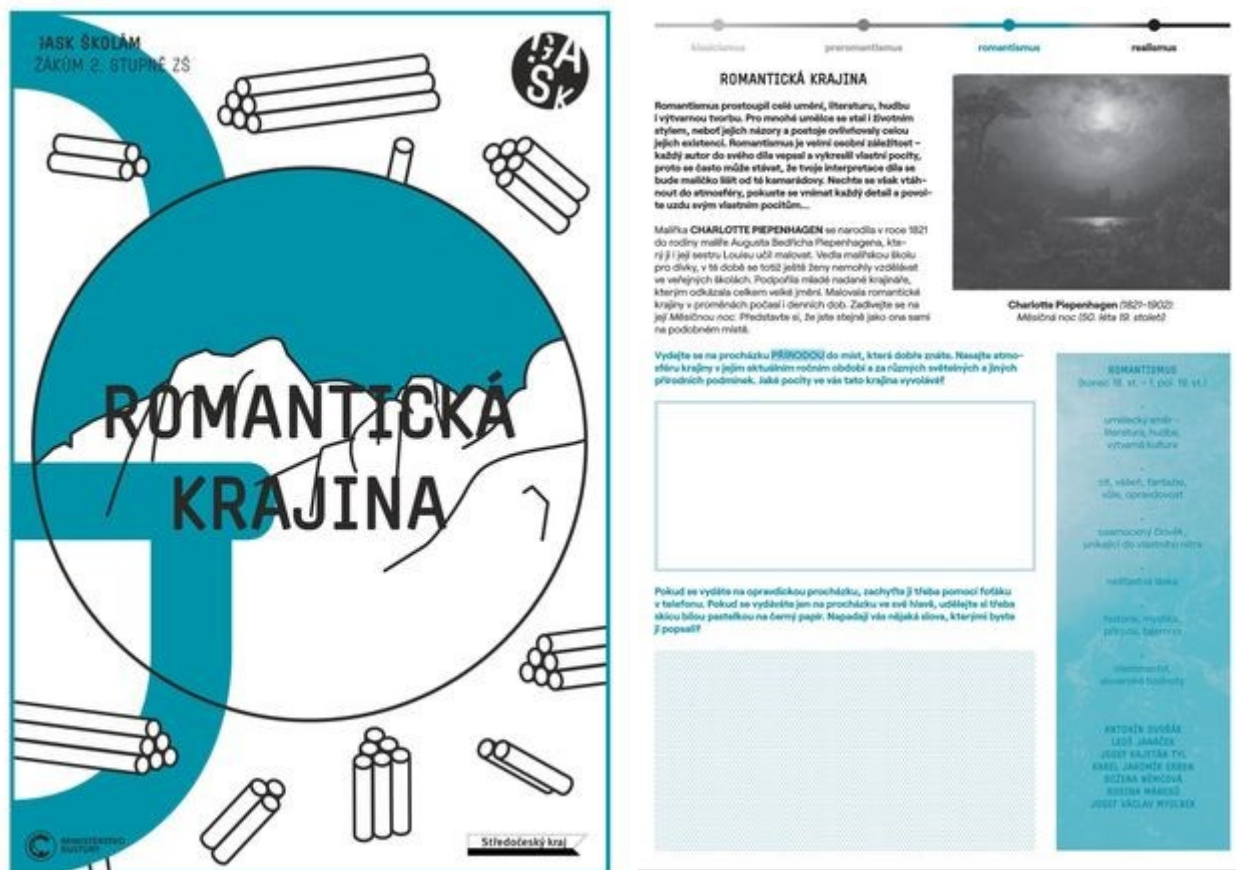 JASK ŠKOLÁM
ŽÁKŮM 2. STUPNĚ ZŠ
GASK
ROMANTICKÁ
KRAJINA
MINISTERSTVO
KULTURY
Středočeský kraj
klasicismus
preromantismus
romantismus
realismus
ROMANTICKÁ KRAJINA
Romantismus prostoupil celé umění, literaturu, hudbu
i výtvarnou tvorbu. Pro mnohé umělce se stal i životním
stylem, neboť jejich názory a postoje ovlivňovaly celou
jejich existenci. Romantismus je velmi osobní záležitost –
každý autor do svého díla vepsal a vykreslil vlastní pocity,
proto se často může stávat, že tvoje interpretace díla se
bude maličko lišit od té kamarádovy. Nechte se však vtáh-
nout do atmosféry, pokuste se vnímat každý detail a povol-
te uzdu svým vlastním pocitům...
Malířka CHARLOTTE PIEPENHAGEN se narodila v roce 1821
do rodiny malíře Augusta Bedřicha Piepenhagena, kte-
rý ji i její sestru Louisu učil malovat. Vedla malířskou školu
pro dívky, v té době se totiž ještě ženy nemohly vzdělávat
ve veřejných školách. Podpořila mladé nadané krajináře,
kterým odkázala celkem velké jmění. Malovala romantické
krajiny v proměnách počasí i denních dob. Zadívejte se na
její Měsíčnou noc. Představte si, že jste stejně jako ona sami
na podobném místě.
Charlotte Piepenhagen (1821–1902):
Měsíčná noc (50. léta 19. století)
Vydejte se na procházku PŘÍRODOU do míst, která dobře znáte. Nasajte atmo-
sféru krajiny v jejím aktuálním ročním období a za různých světelných a jiných
přírodních podmínek. Jaké pocity ve vás tato krajina vyvolává?
Pokud se vydáte na opravdickou procházku, zachyťte ji třeba pomocí foťáku
v telefonu. Pokud se vydáváte jen na procházku ve své hlavě, udělejte si třeba
skicu bílou pastelkou na černý papír. Napadají vás nějaká slova, kterými byste
ji popsali?
ROMANTISMUS
(konec 18. st. – 1. pol. 19. st.)
umělecký směr –
literatura, hudba,
výtvarná kultura
cit, vášeň, fantazie,
vůle, opravdovost
osamocený člověk,
unikající do vlastního nitra
nešťastná láska
historie, mystika,
příroda, tajemno
vlastenectví,
slovanské hodnoty
ANTONÍN DVOŘÁK
LEOŠ JANÁČEK
JOSEF KAJETÁN TYL
KAREL JAROMÍR ERBEN
BOŽENA NĚMCOVÁ
RODINA MÁNESŮ
JOSEF VÁCLAV MYSLBEK